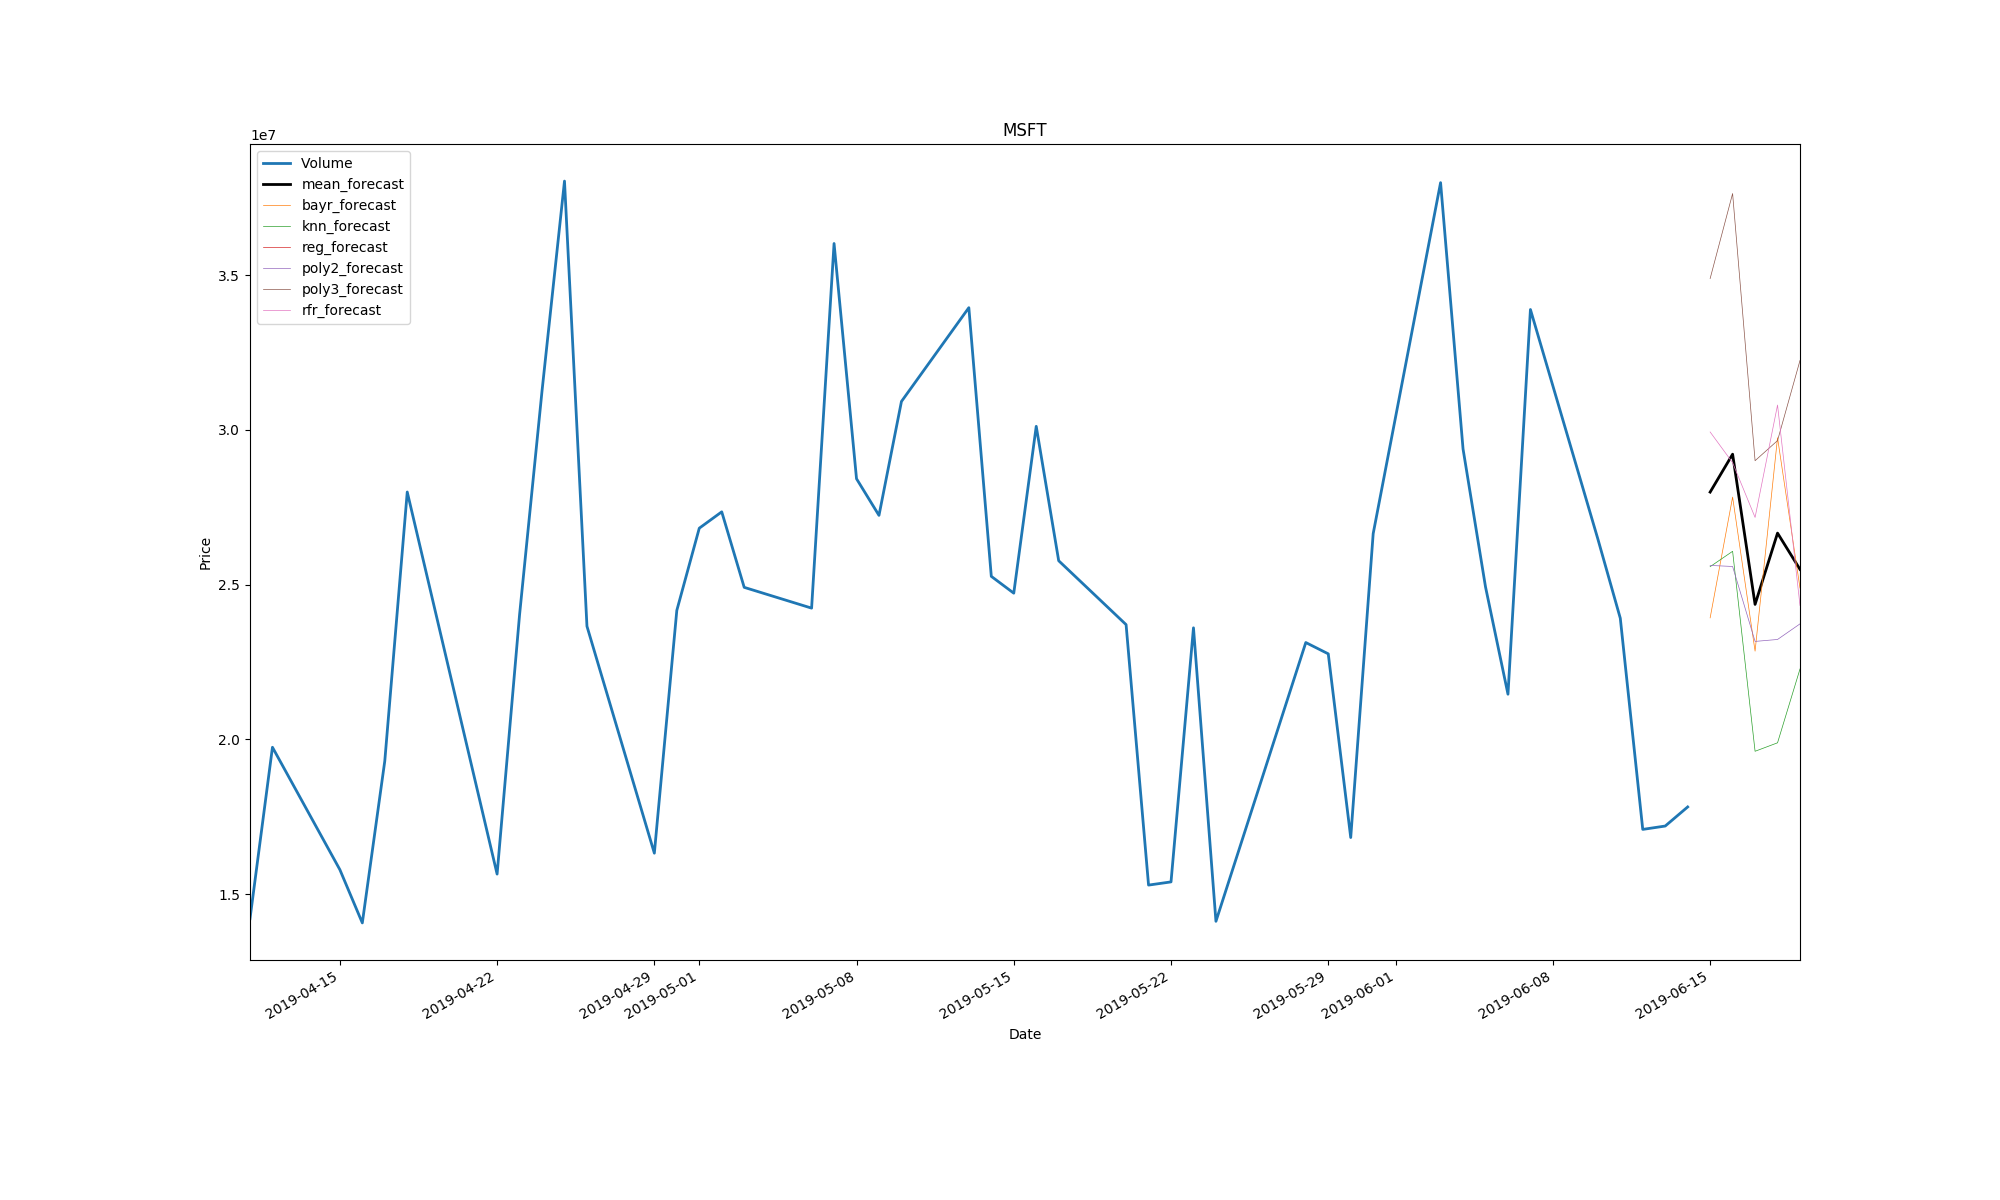 MSFT
1e7
Volume
mean_forecast
bayr_forecast
knn_forecast
reg_forecast
poly2_forecast
poly3_forecast
rfr_forecast
3.5
3.0
2.5
2.0
1.5
Price
2019-04-15
2019-04-22
2019-04-29
2019-05-01
2019-05-08
2019-05-15
2019-05-22
2019-05-29
2019-06-01
2019-06-08
2019-06-15
Date